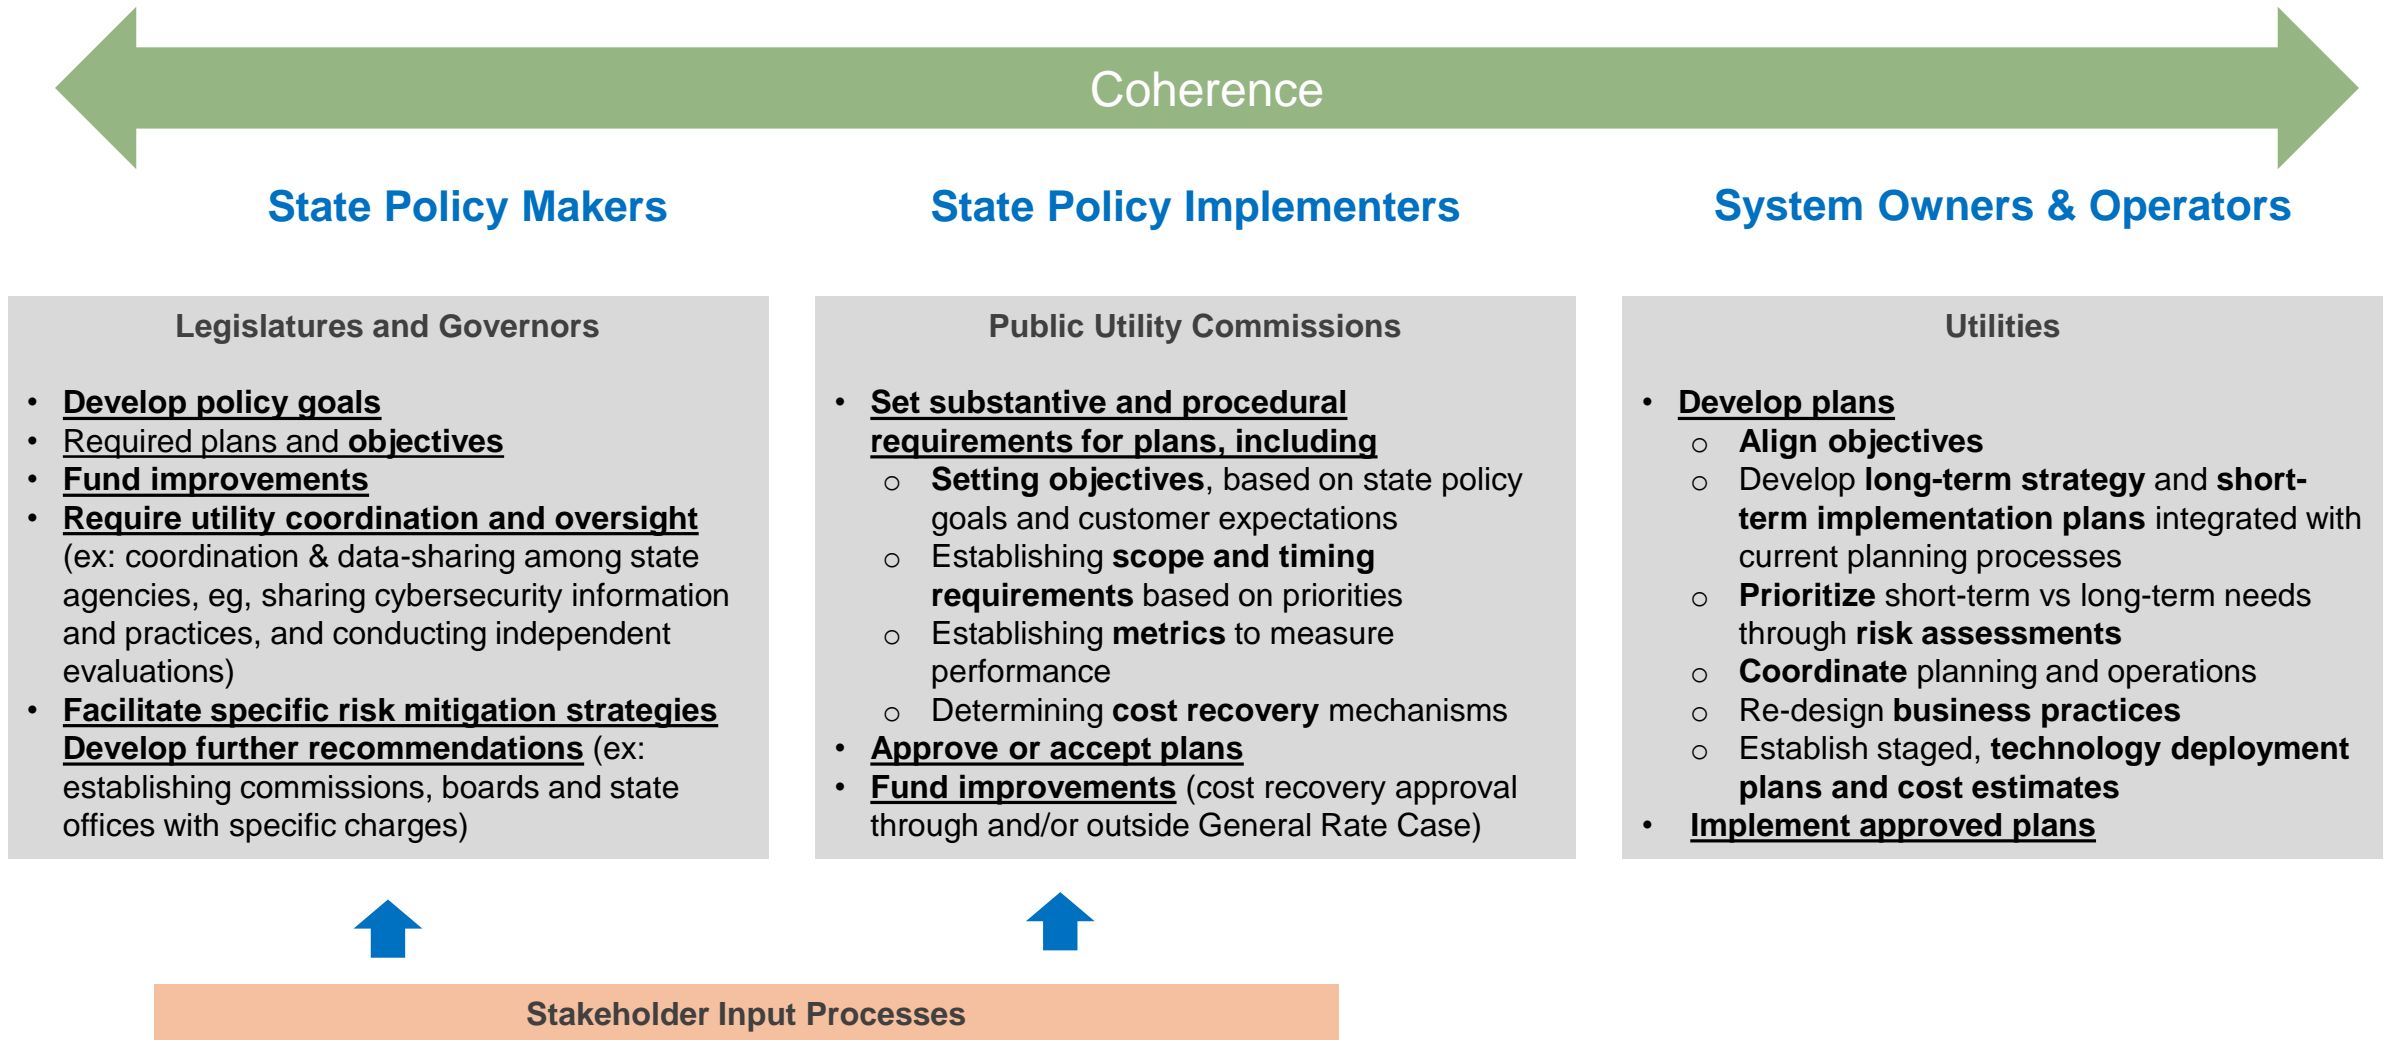 Coherence
State Policy Makers
State Policy Implementers
System Owners & Operators
Legislatures and Governors
• Develop policy goals
• Required plans and objectives
• Fund improvements
• Require utility coordination and oversight
(ex: coordination & data-sharing among state
agencies, eg, sharing cybersecurity information
and practices, and conducting independent
evaluations)
• Facilitate specific risk mitigation strategies
Develop further recommendations (ex:
establishing commissions, boards and state
offices with specific charges)
Public Utility Commissions
• Set substantive and procedural
requirements for plans, including
o Setting objectives, based on state policy
goals and customer expectations
o Establishing scope and timing
requirements based on priorities
o Establishing metrics to measure
performance
o Determining cost recovery mechanisms
• Approve or accept plans
• Fund improvements (cost recovery approval
through and/or outside General Rate Case)
Utilities
• Develop plans
o Align objectives
o Develop long-term strategy and short-
term implementation plans integrated with
current planning processes
o Prioritize short-term vs long-term needs
through risk assessments
o Coordinate planning and operations
o Re-design business practices
o Establish staged, technology deployment
plans and cost estimates
• Implement approved plans
Stakeholder Input Processes